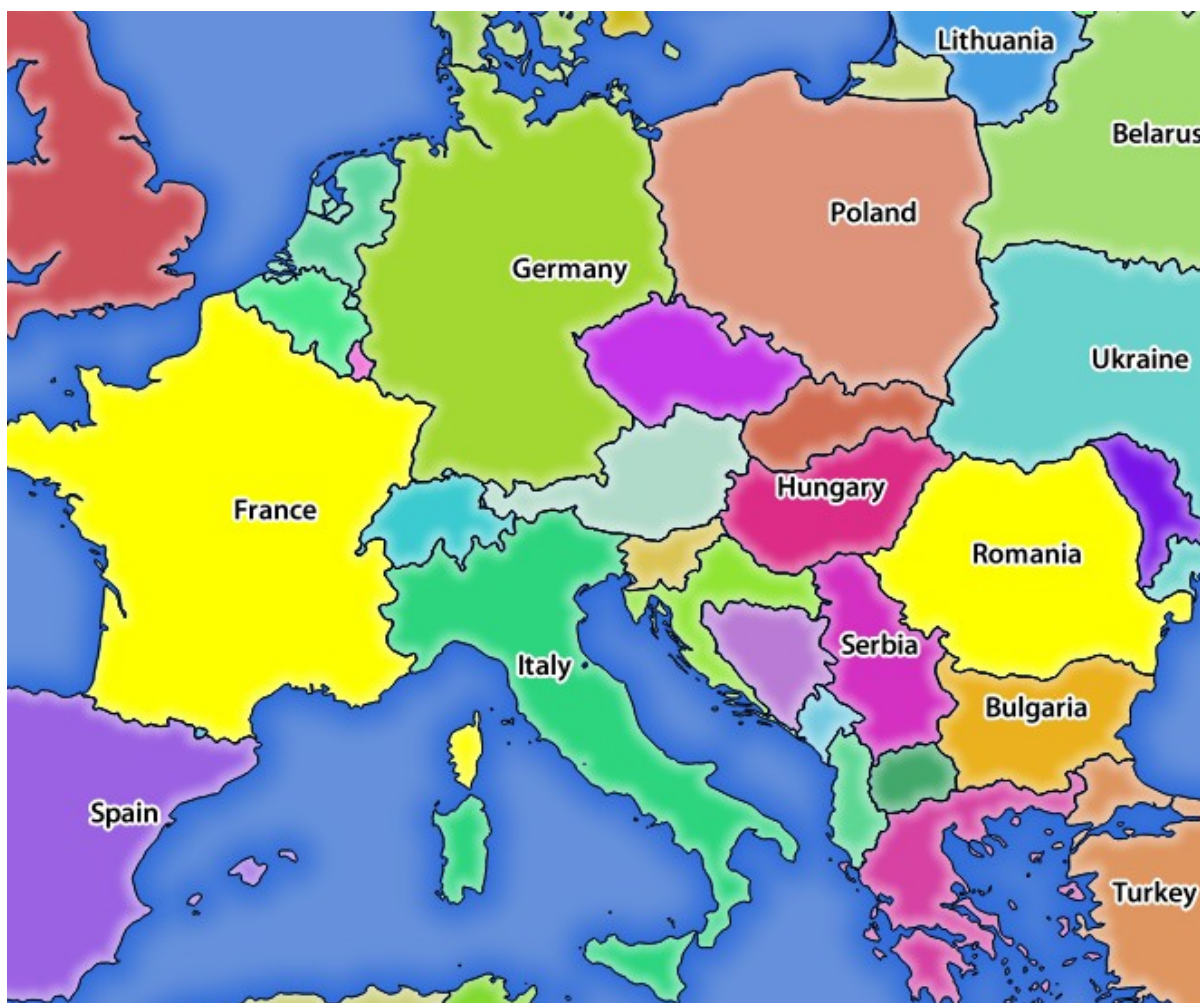 Lithuania
Belarus
Poland
Germany
Ukraine
Hungary
France
Romania
Serbia
Italy
Bulgaria
Spain
Turkey